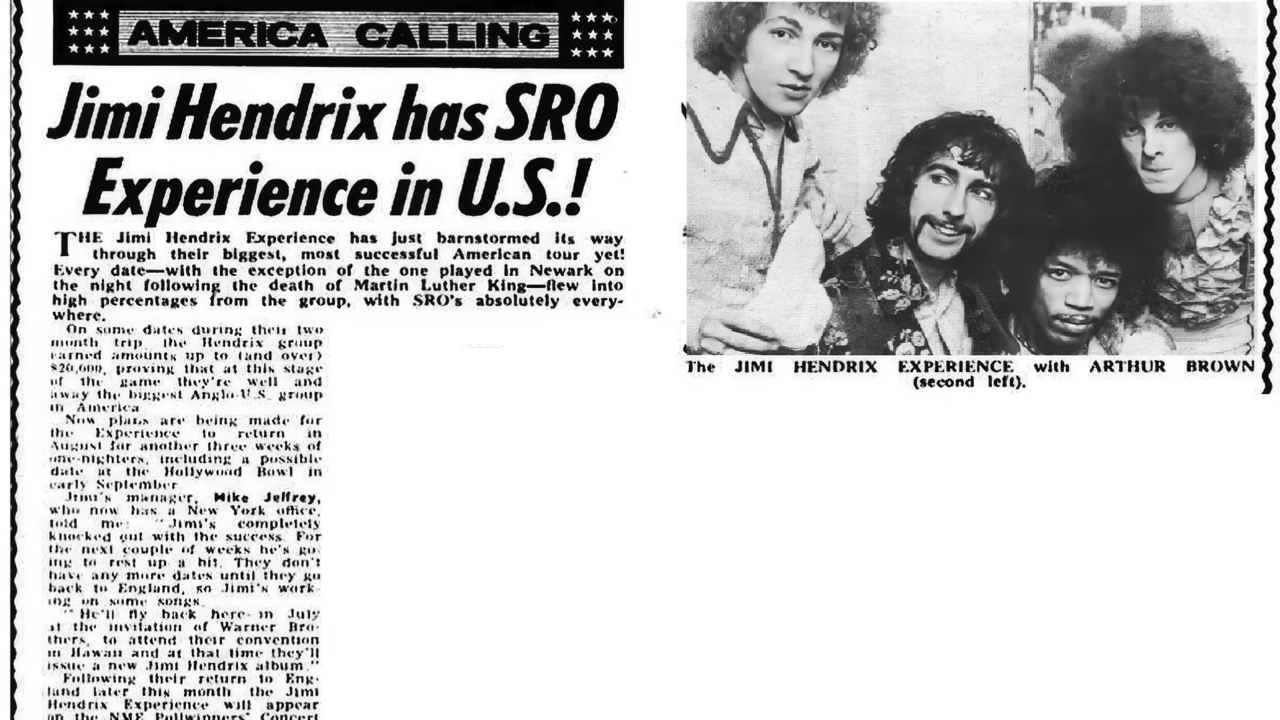 AMERICA CALLING
Jimi Hendrix has SRO
Experience in U.S.!
THE Jimi Hendrix Experience has just barnstormed its way
through their biggest, most successful American tour yet!
Every date—with the exception of the one played in Newark on
the night following the death of Martin Luther King—flew into
high percentages from the group, with SRO's absolutely every-
where.
On some dates during their two
month trip, the Hendrix group
earned amounts up to (and over)
$20,000, proving that at this stage
of the game they're well and
away the biggest Anglo-U.S. group
in America
Now plans are being made for
the Experience to return in
August for another three weeks of
one-nighters, including a possible
date at the Hollywood Bowl in
early September
Jimi's manager, Mike Jeffrey,
who now has a New York office,
told me: "Jimi's completely
knocked out with the success. For
the next couple of weeks he's go-
ing to rest up a bit. They don't
have any more dates until they go
back to England, so Jimi's work-
ing on some songs.
"He'll fly back here in July
at the invitation of Warner Bro-
thers, to attend their convention
in Hawaii and at that time they'll
issue a new Jimi Hendrix album."
Following their return to Eng-
land later this month the Jimi
Hendrix Experience will appear
on the NME Pollwinners' Concert
The JIMI HENDRIX EXPERIENCE with ARTHUR BROWN
(second left).